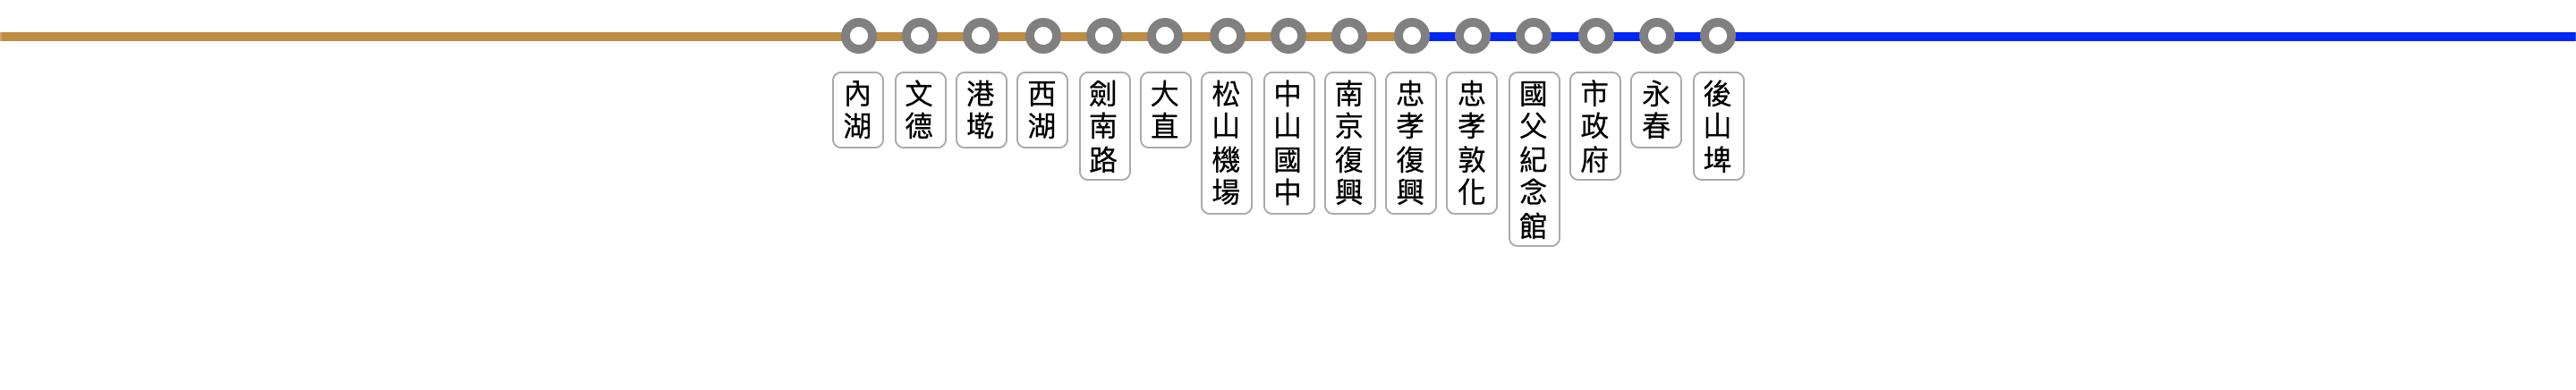 內湖
文德
港墘
西湖
劍南路
大直
松山機場
中山國中
南京復興
忠孝復興
忠孝敦化
國父紀念館
市政府
永春
後山埤